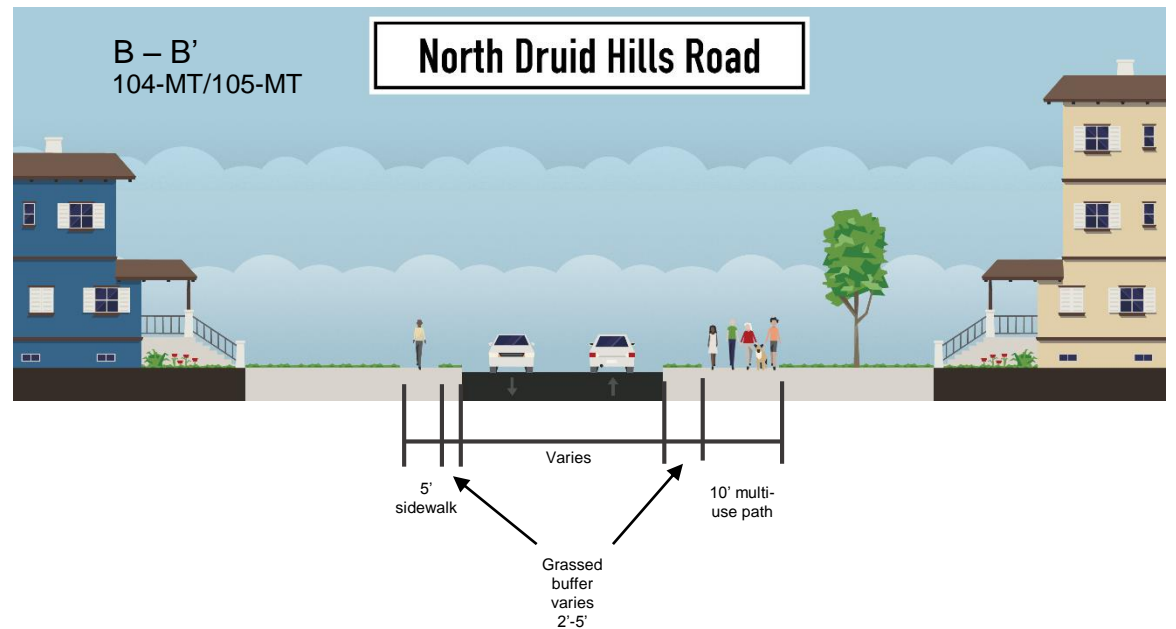 B – B’
104-MT/105-MT
North Druid Hills Road
Varies
5’
sidewalk
10’ multi-
use path
Grassed
buffer
varies
2’-5’